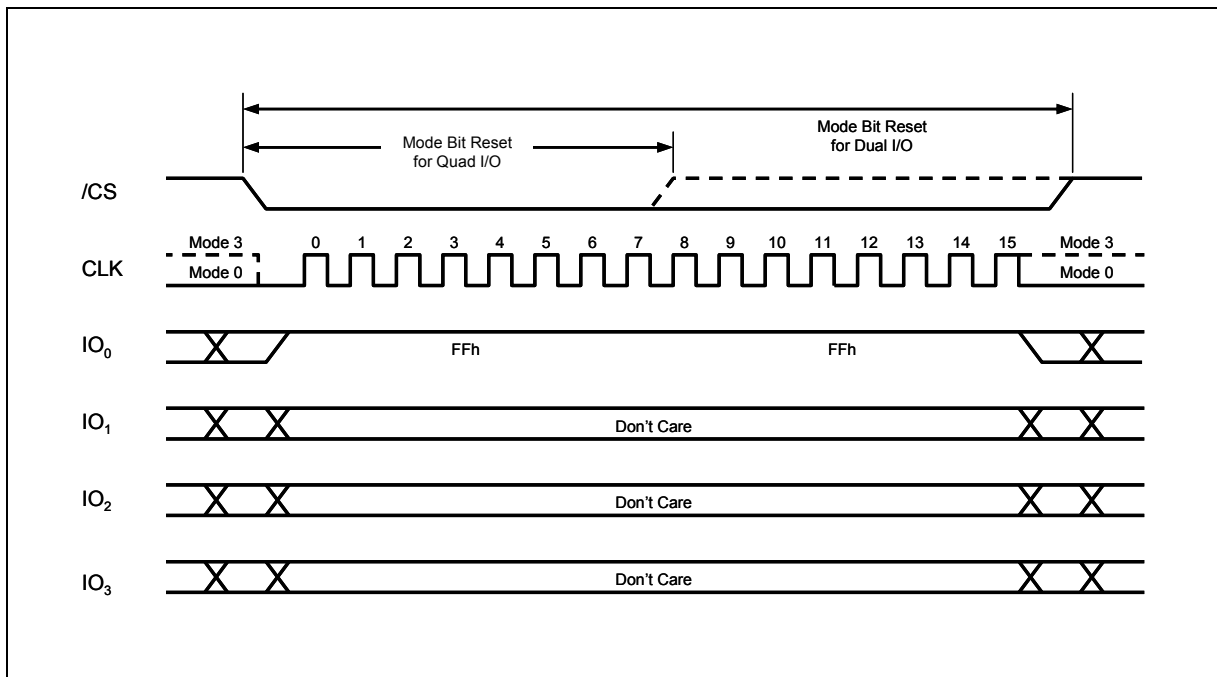 Mode Bit Reset
for Dual I/O
Mode Bit Reset
for Quad I/O
/CS
Mode 3 0 1 2 3 4 5 6 7 8 9 10 11 12 13 14 15 Mode 3
CLK Mode 0 Mode 0
IO0 FFh FFh
IO1 Don't Care
IO2 Don't Care
IO3 Don't Care